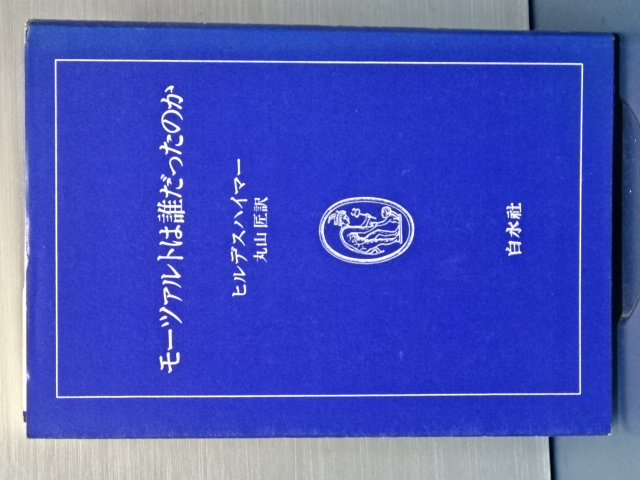 モーツァルトは誰だったのか
ヒルデスハイマー
丸山 匠訳
白水社